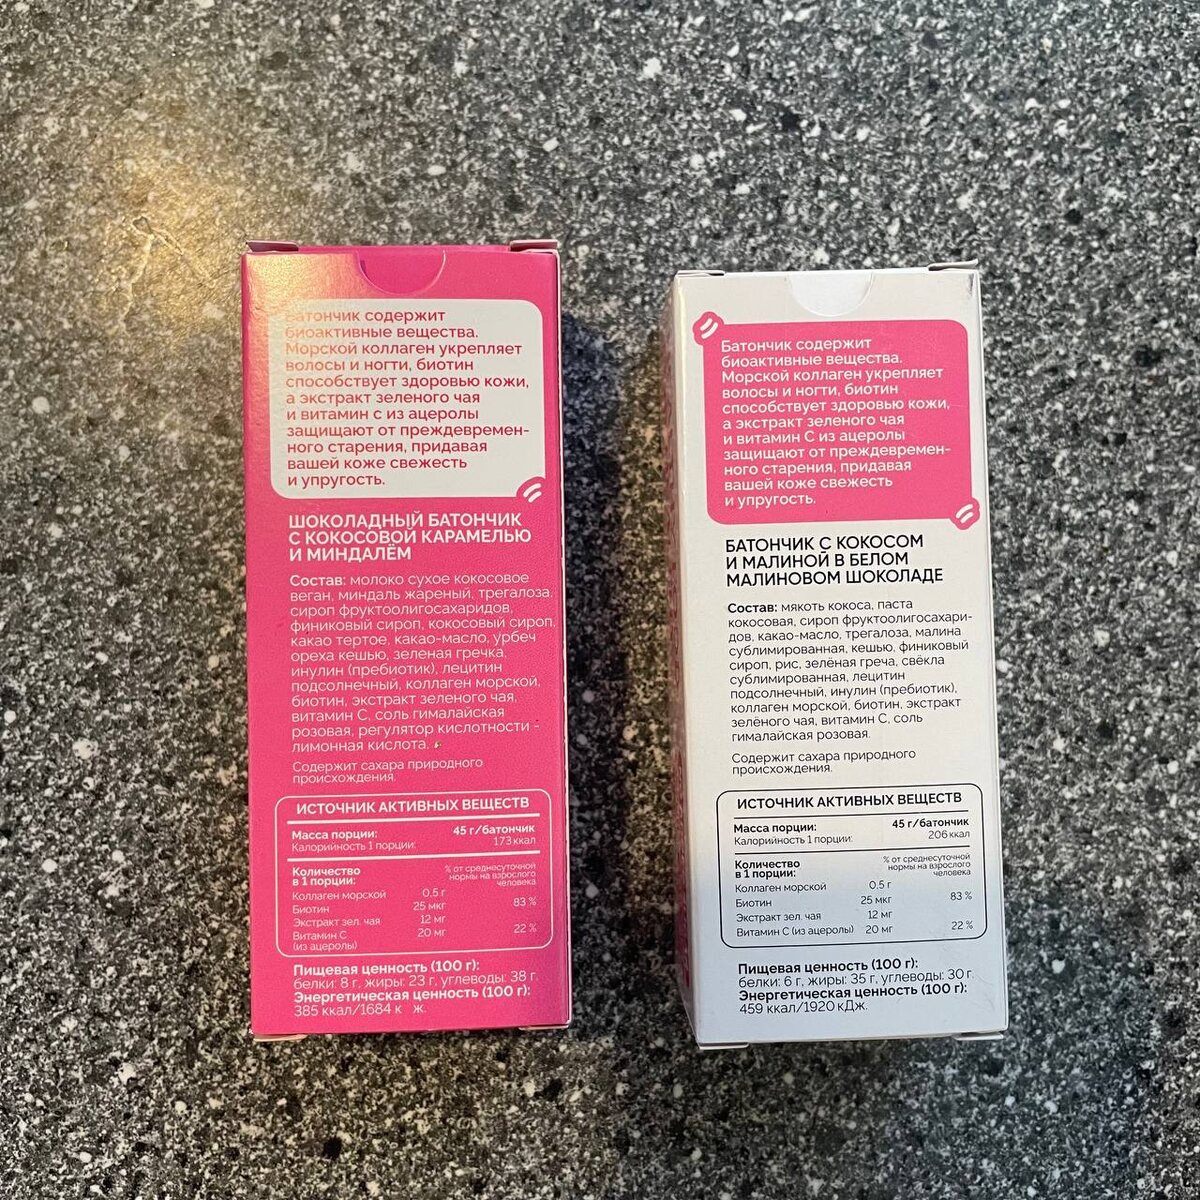 Батончик содержит
биоактивные вещества.
Морской коллаген укрепляет
волосы и ногти, биотин
способствует здоровью кожи,
а экстракт зеленого чая
и витамин с из ацеролы
защищают от преждевремен-
ного старения, придавая
вашей коже свежесть
и упругость.
ШОКОЛАДНЫЙ БАТОНЧИК
С КОКОСОВОЙ КАРАМЕЛЬЮ
И МИНДАЛЁМ
Состав: молоко сухое кокосовое
веган, миндаль жареный, трегалоза,
сироп фруктоолигосахаридов,
финиковый сироп, кокосовый сироп,
какао тертое, какао-масло, урбеч
ореха кешью, зеленая гречка,
инулин (пребиотик), лецитин
подсолнечный, коллаген морской,
биотин, экстракт зеленого чая,
витамин С, соль гималайская
розовая, регулятор кислотности -
лимонная кислота.
Содержит сахара природного
происхождения.
ИСТОЧНИК АКТИВНЫХ ВЕЩЕСТВ
Масса порции: 45 г/батончик
Калорийность 1 порции: 173 ккал
Количество
в 1 порции:
% от среднесуточной
нормы на взрослого
человека
Коллаген морской 0.5 г
Биотин 25 мкг 83 %
Экстракт зел. чая 12 мг
Витамин С 20 мг 22 %
(из ацеролы)
Пищевая ценность (100 г):
белки: 8 г, жиры: 23 г, углеводы: 38 г.
Энергетическая ценность (100 г):
385 ккал/1684 к ж.
Батончик содержит
биоактивные вещества.
Морской коллаген укрепляет
волосы и ногти, биотин
способствует здоровью кожи,
а экстракт зеленого чая
и витамин С из ацеролы
защищают от преждевремен-
ного старения, придавая
вашей коже свежесть
и упругость.
БАТОНЧИК С КОКОСОМ
И МАЛИНОЙ В БЕЛОМ
МАЛИНОВОМ ШОКОЛАДЕ
Состав: мякоть кокоса, паста
кокосовая, сироп фруктоолигосахари-
дов, какао-масло, трегалоза, малина
сублимированная, кешью, финиковый
сироп, рис, зелёная греча, свёкла
сублимированная, лецитин
подсолнечный, инулин (пребиотик),
коллаген морской, биотин, экстракт
зелёного чая, витамин С, соль
гималайская розовая.
Содержит сахара природного
происхождения.
ИСТОЧНИК АКТИВНЫХ ВЕЩЕСТВ
Масса порции: 45 г/батончик
Калорийность 1 порции: 206 ккал
Количество
в 1 порции:
% от среднесуточной
нормы на взрослого
человека
Коллаген морской 0.5 г
Биотин 25 мкг 83 %
Экстракт зел. чая 12 мг
Витамин С (из ацеролы) 20 мг 22 %
Пищевая ценность (100 г):
белки: 6 г, жиры: 35 г, углеводы: 30 г.
Энергетическая ценность (100 г):
459 ккал/1920 кДж.